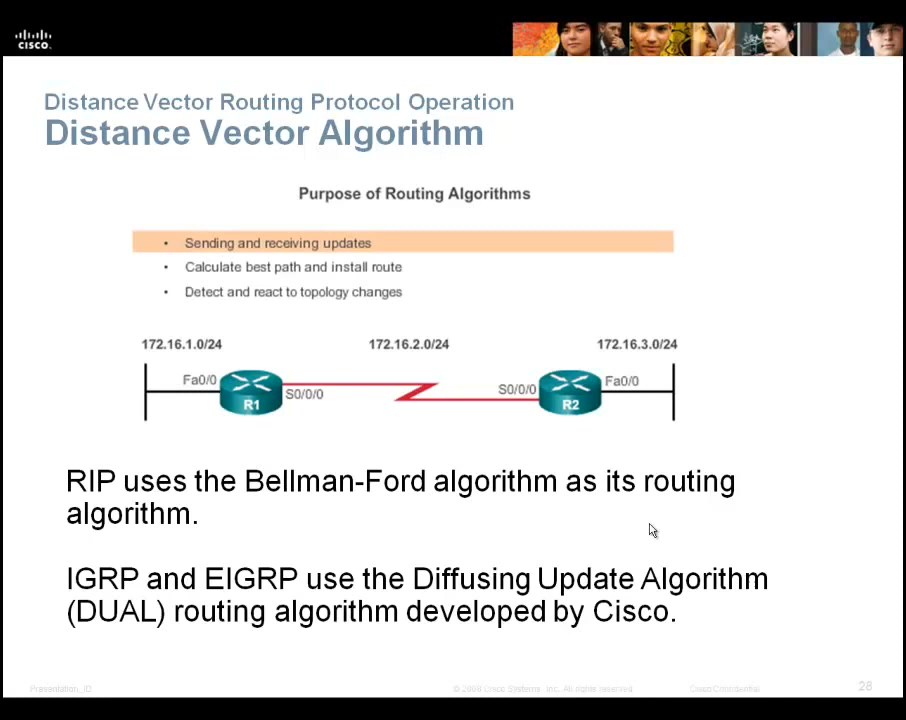 CISCO.
Distance Vector Routing Protocol Operation
Distance Vector Algorithm
Purpose of Routing Algorithms
• Sending and receiving updates
• Calculate best path and install route
• Detect and react to topology changes
172.16.1.0/24 172.16.2.0/24 172.16.3.0/24
Fa0/0 S0/0/0 S0/0/0 Fa0/0
R1 R2
RIP uses the Bellman-Ford algorithm as its routing
algorithm.
IGRP and EIGRP use the Diffusing Update Algorithm
(DUAL) routing algorithm developed by Cisco.
Presentation_ID © 2008 Cisco Systems, Inc. All rights reserved. Cisco Confidential 28